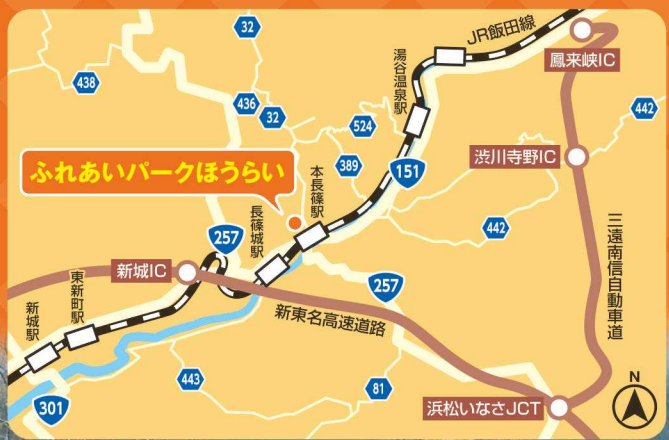 JR飯田線
鳳来峡IC
湯谷温泉駅
32
438
436
32
524
442
389
渋川寺野IC
151
ふれあいパークほうらい
本長篠駅
長篠城駅
442
三遠南信自動車道
257
新城IC
257
東新町駅
新城駅
新東名高速道路
443
81
301
浜松いなさJCT
N